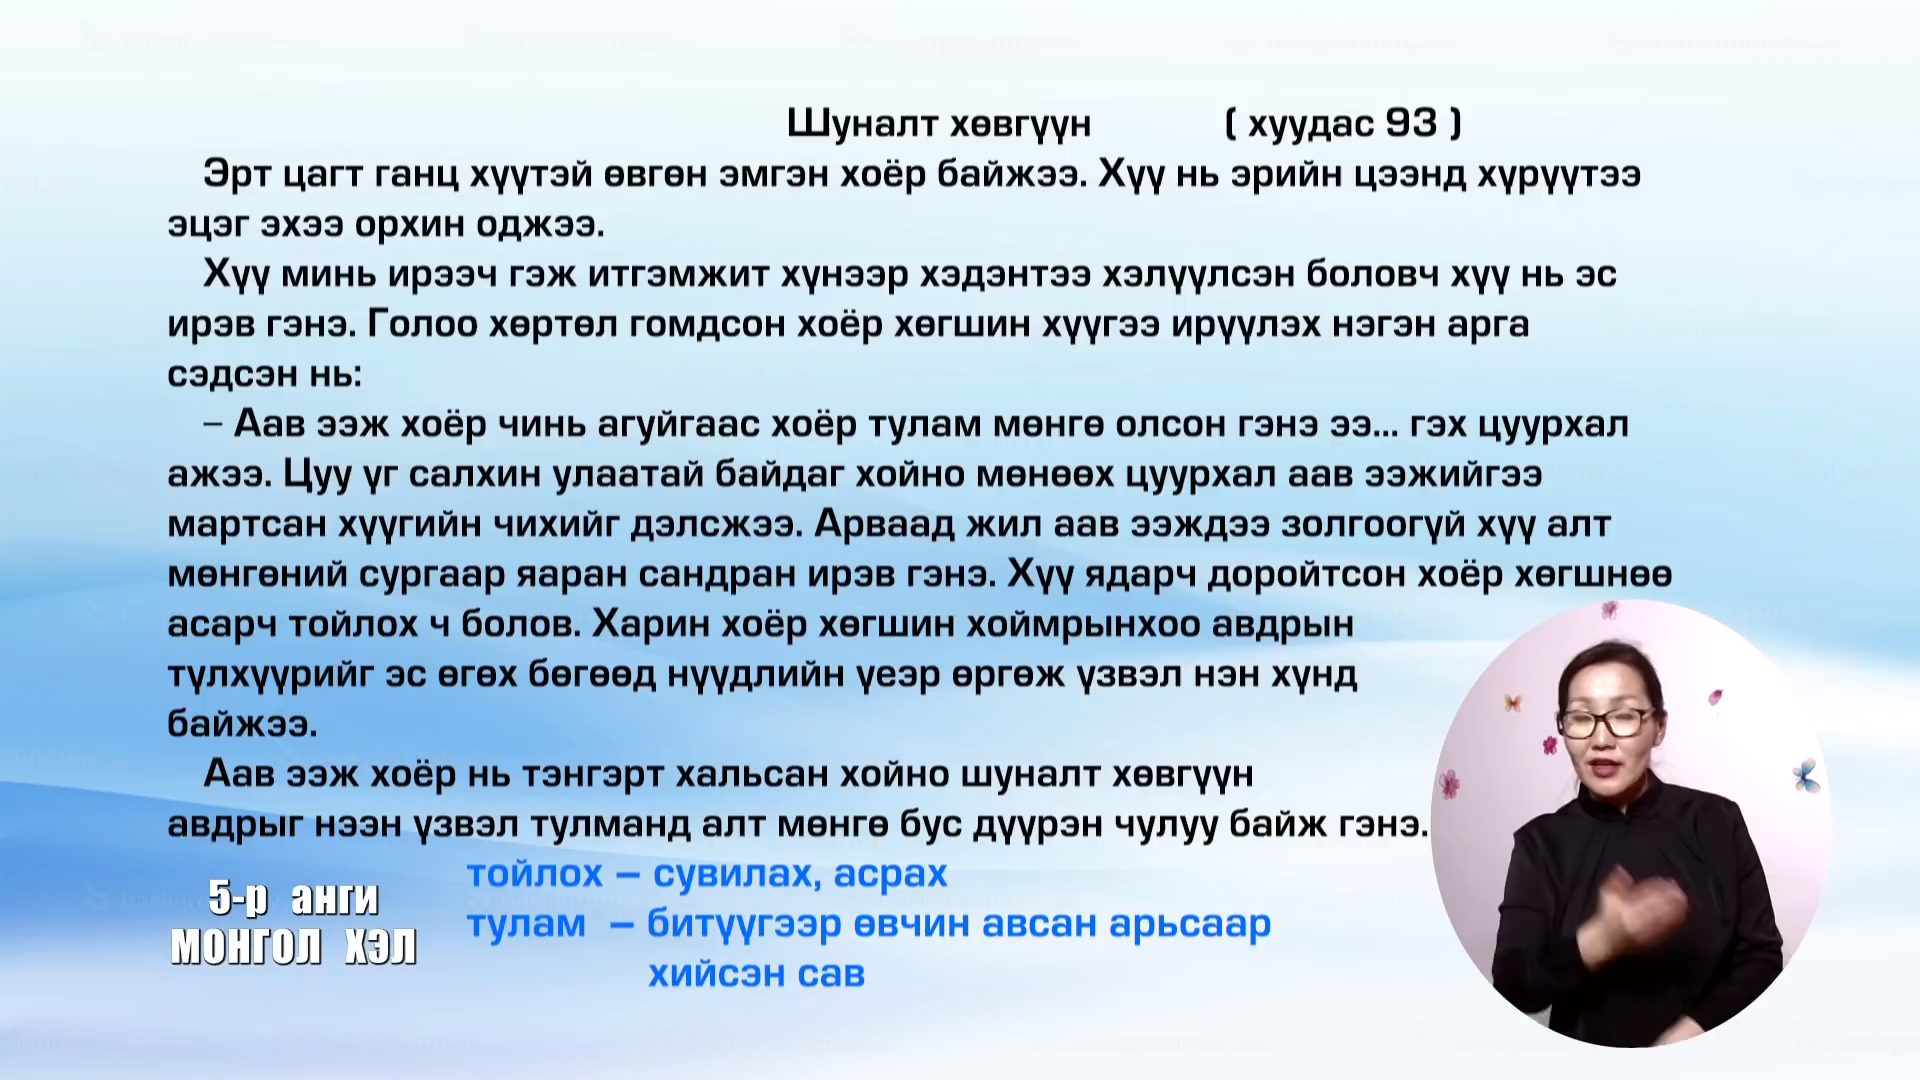 Шуналт хөвгүүн ( хуудас 93 )
Эрт цагт ганц хүүтэй өвгөн эмгэн хоёр байжээ. Хүү нь эрийн цээнд хүрүүтээ
эцэг эхээ орхин оджээ.
Хүү минь ирээч гэж итгэмжит хүнээр хэдэнтээ хэлүүлсэн боловч хүү нь эс
ирэв гэнэ. Голоо хөртөл гомдсон хоёр хөгшин хүүгээ ирүүлэх нэгэн арга
сэдсэн нь:
– Аав ээж хоёр чинь агуйгаас хоёр тулам мөнгө олсон гэнэ ээ... гэх цуурхал
ажээ. Цуу үг салхин улаатай байдаг хойно мөнөөх цуурхал аав ээжийгээ
мартсан хүүгийн чихийг дэлсжээ. Арваад жил аав ээждээ золгоогүй хүү алт
мөнгөний сургаар яаран сандран ирэв гэнэ. Хүү ядарч доройтсон хоёр хөгшнөө
асарч тойлох ч болов. Харин хоёр хөгшин хоймрынхоо авдрын
түлхүүрийг эс өгөх бөгөөд нүүдлийн үеэр өргөж үзвэл нэн хүнд
байжээ.
Аав ээж хоёр нь тэнгэрт хальсан хойно шуналт хөвгүүн
авдрыг нээн үзвэл тулманд алт мөнгө бус дүүрэн чулуу байж гэнэ.
тойлох – сувилах, асрах
тулам – битүүгээр өвчин авсан арьсаар
хийсэн сав
5-р анги
МОНГОЛ ХЭЛ